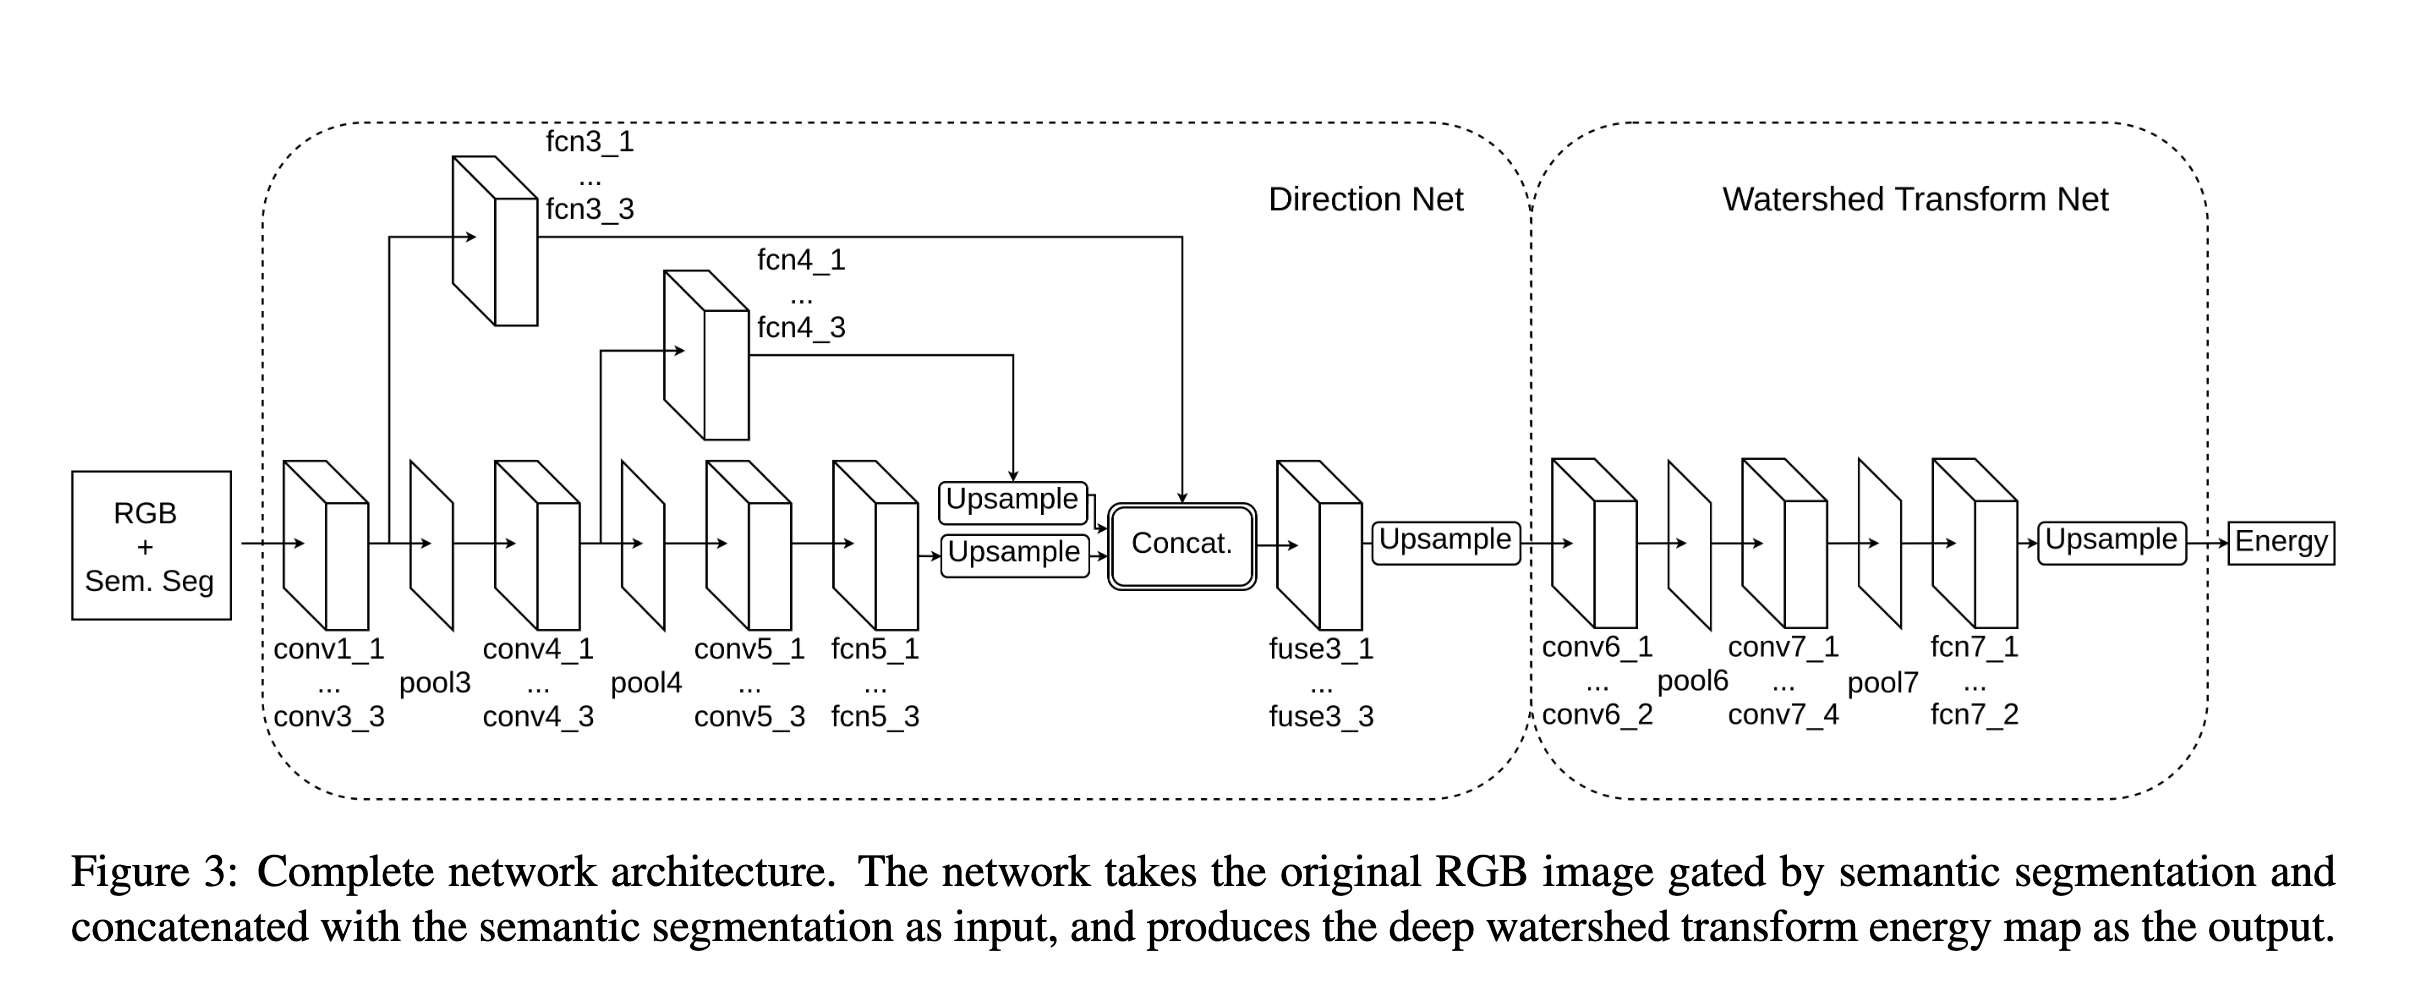 fcn3_1
...
fcn3_3
Direction Net
Watershed Transform Net
fcn4_1
...
fcn4_3
RGB
+
Sem. Seg
Upsample
Upsample
Concat.
Upsample
Upsample
Energy
conv1_1
...
conv3_3
pool3
conv4_1
...
conv4_3
pool4
conv5_1
...
conv5_3
fcn5_1
...
fcn5_3
fuse3_1
...
fuse3_3
conv6_1
...
conv6_2
pool6
conv7_1
...
conv7_4
pool7
fcn7_1
...
fcn7_2
Figure 3: Complete network architecture. The network takes the original RGB image gated by semantic segmentation and
concatenated with the semantic segmentation as input, and produces the deep watershed transform energy map as the output.